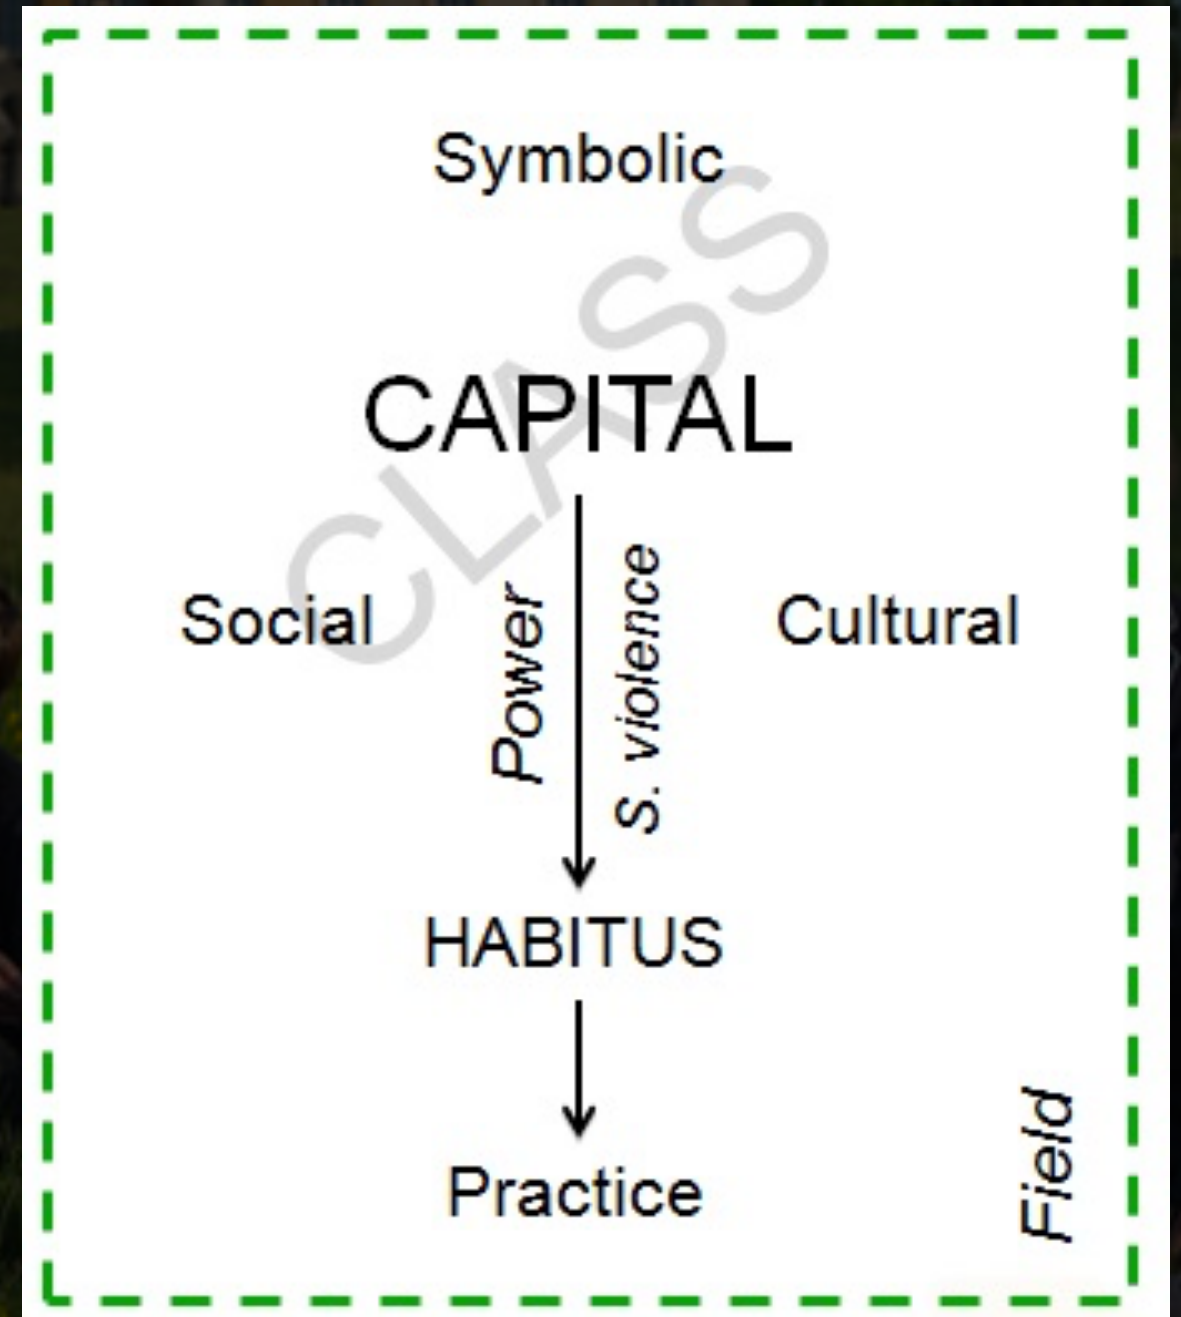 Symbolic
CLASS
CAPITAL
Social
Power
S. violence
Cultural
HABITUS
Practice
Field